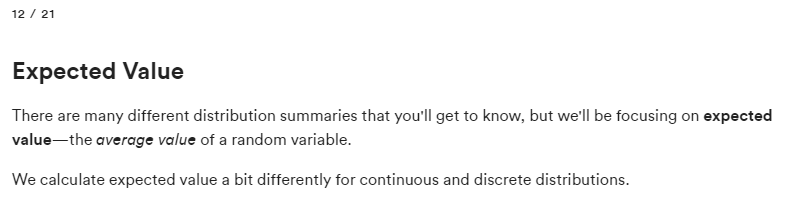 12 / 21
Expected Value
There are many different distribution summaries that you'll get to know, but we'll be focusing on expected
value—the average value of a random variable.
We calculate expected value a bit differently for continuous and discrete distributions.